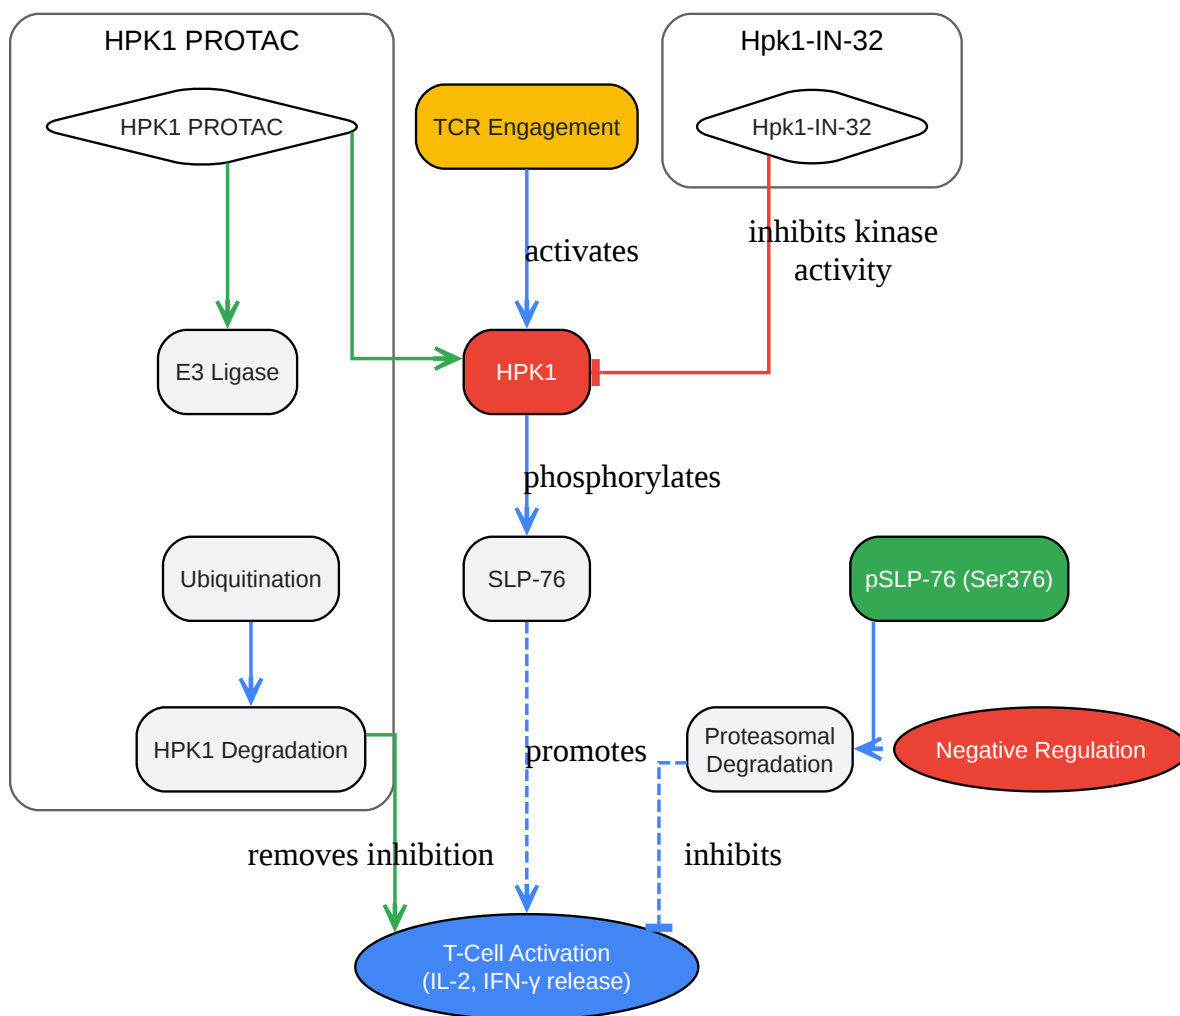 HPK1 PROTAC
Hpk1-IN-32
HPK1 PROTAC
TCR Engagement
Hpk1-IN-32
activates
inhibits kinase
activity
E3 Ligase
HPK1
phosphorylates
Ubiquitination
SLP-76
pSLP-76 (Ser376)
HPK1 Degradation
promotes
Proteasomal
Degradation
Negative Regulation
removes inhibition
inhibits
T-Cell Activation
(IL-2, IFN-γ release)